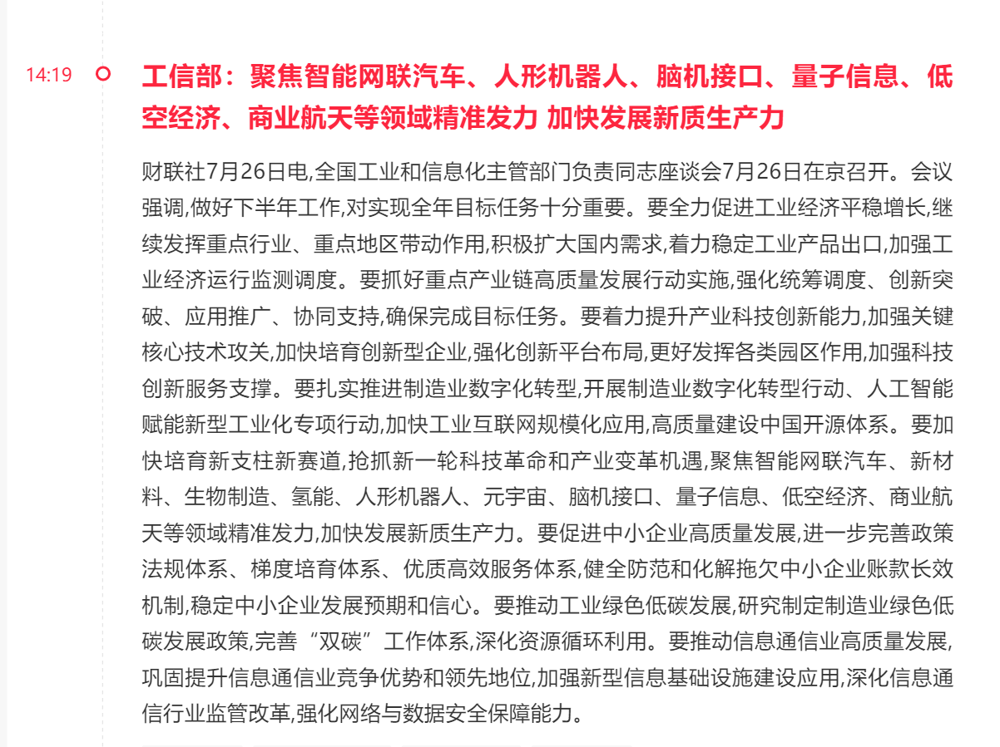 14:19
工信部：聚焦智能网联汽车、人形机器人、脑机接口、量子信息、低
空经济、商业航天等领域精准发力 加快发展新质生产力
财联社7月26日电,全国工业和信息化主管部门负责同志座谈会7月26日在京召开。会议
强调,做好下半年工作,对实现全年目标任务十分重要。要全力促进工业经济平稳增长,继
续发挥重点行业、重点地区带动作用,积极扩大国内需求,着力稳定工业产品出口,加强工
业经济运行监测调度。要抓好重点产业链高质量发展行动实施,强化统筹调度、创新突
破、应用推广、协同支持,确保完成目标任务。要着力提升产业科技创新能力,加强关键
核心技术攻关,加快培育创新型企业,强化创新平台布局,更好发挥各类园区作用,加强科技
创新服务支撑。要扎实推进制造业数字化转型,开展制造业数字化转型行动、人工智能
赋能新型工业化专项行动,加快工业互联网规模化应用,高质量建设中国开源体系。要加
快培育新支柱新赛道,抢抓新一轮科技革命和产业变革机遇,聚焦智能网联汽车、新材
料、生物制造、氢能、人形机器人、元宇宙、脑机接口、量子信息、低空经济、商业航
天等领域精准发力,加快发展新质生产力。要促进中小企业高质量发展,进一步完善政策
法规体系、梯度培育体系、优质高效服务体系,健全防范和化解拖欠中小企业账款长效
机制,稳定中小企业发展预期和信心。要推动工业绿色低碳发展,研究制定制造业绿色低
碳发展政策,完善“双碳”工作体系,深化资源循环利用。要推动信息通信业高质量发展,
巩固提升信息通信业竞争优势和领先地位,加强新型信息基础设施建设应用,深化信息通
信行业监管改革,强化网络与数据安全保障能力。